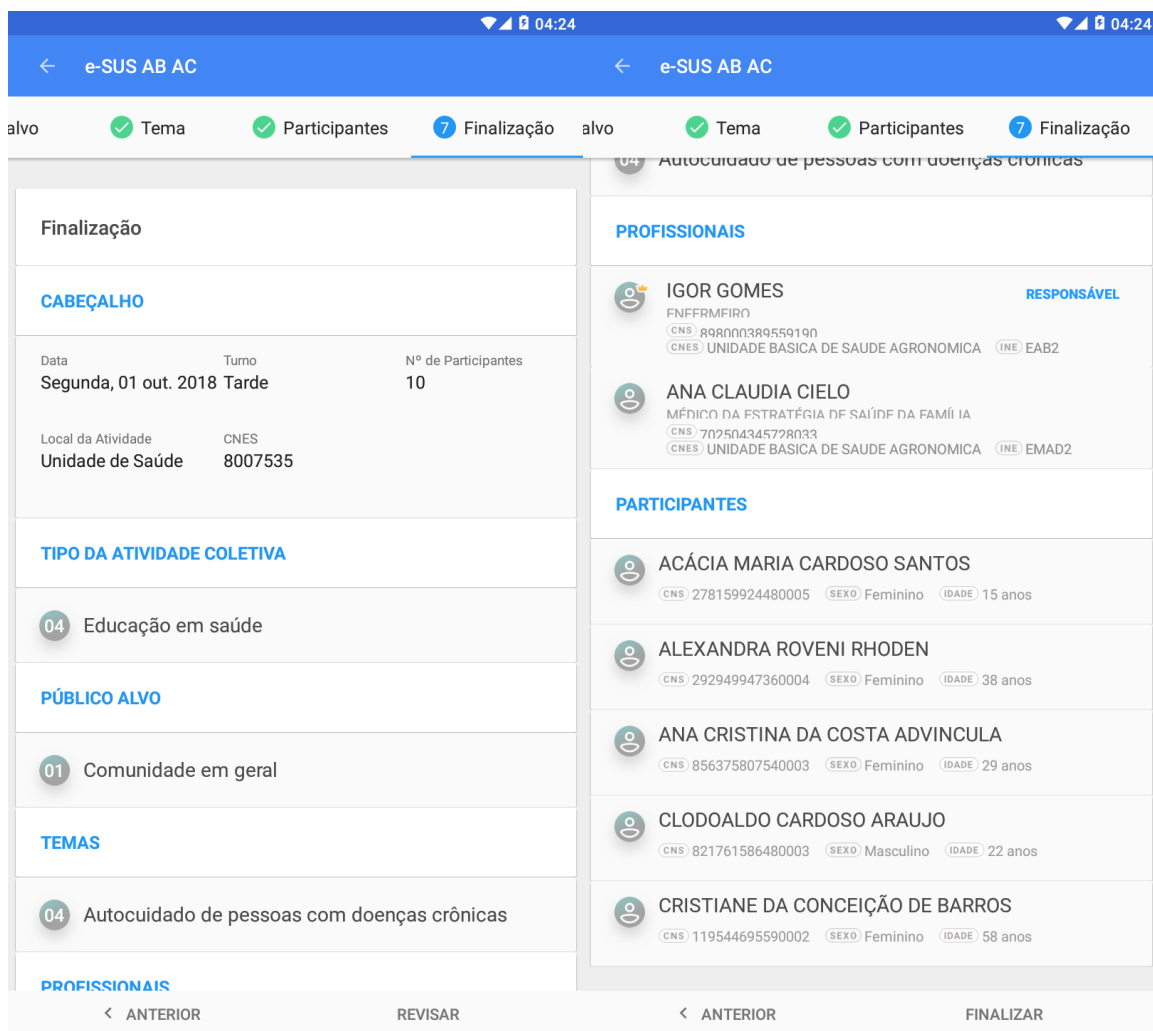 04:24
e-SUS AB AC
alvo Tema Participantes 7 Finalização
Finalização
CABEÇALHO
Data Turno Nº de Participantes
Segunda, 01 out. 2018 Tarde 10
Local da Atividade CNES
Unidade de Saúde 8007535
TIPO DA ATIVIDADE COLETIVA
04 Educação em saúde
PÚBLICO ALVO
01 Comunidade em geral
TEMAS
04 Autocuidado de pessoas com doenças crônicas
PROFISSIONAIS
ANTERIOR REVISAR
04:24
e-SUS AB AC
alvo Tema Participantes 7 Finalização
04 Autocuidado de pessoas com doenças crônicas
PROFISSIONAIS
IGOR GOMES RESPONSÁVEL
ENFERMEIRO
CNS 898000389559190
CNES UNIDADE BASICA DE SAUDE AGRONOMICA INE EAB2
ANA CLAUDIA CIELO
MÉDICO DA ESTRATÉGIA DE SAÚDE DA FAMÍLIA
CNS 702504345728033
CNES UNIDADE BASICA DE SAUDE AGRONOMICA INE EMAD2
PARTICIPANTES
ACÁCIA MARIA CARDOSO SANTOS
CNS 278159924480005 SEXO Feminino IDADE 15 anos
ALEXANDRA ROVENI RHODEN
CNS 292949947360004 SEXO Feminino IDADE 38 anos
ANA CRISTINA DA COSTA ADVINCULA
CNS 856375807540003 SEXO Feminino IDADE 29 anos
CLODOALDO CARDOSO ARAUJO
CNS 821761586480003 SEXO Masculino IDADE 22 anos
CRISTIANE DA CONCEIÇÃO DE BARROS
CNS 119544695590002 SEXO Feminino IDADE 58 anos
ANTERIOR FINALIZAR